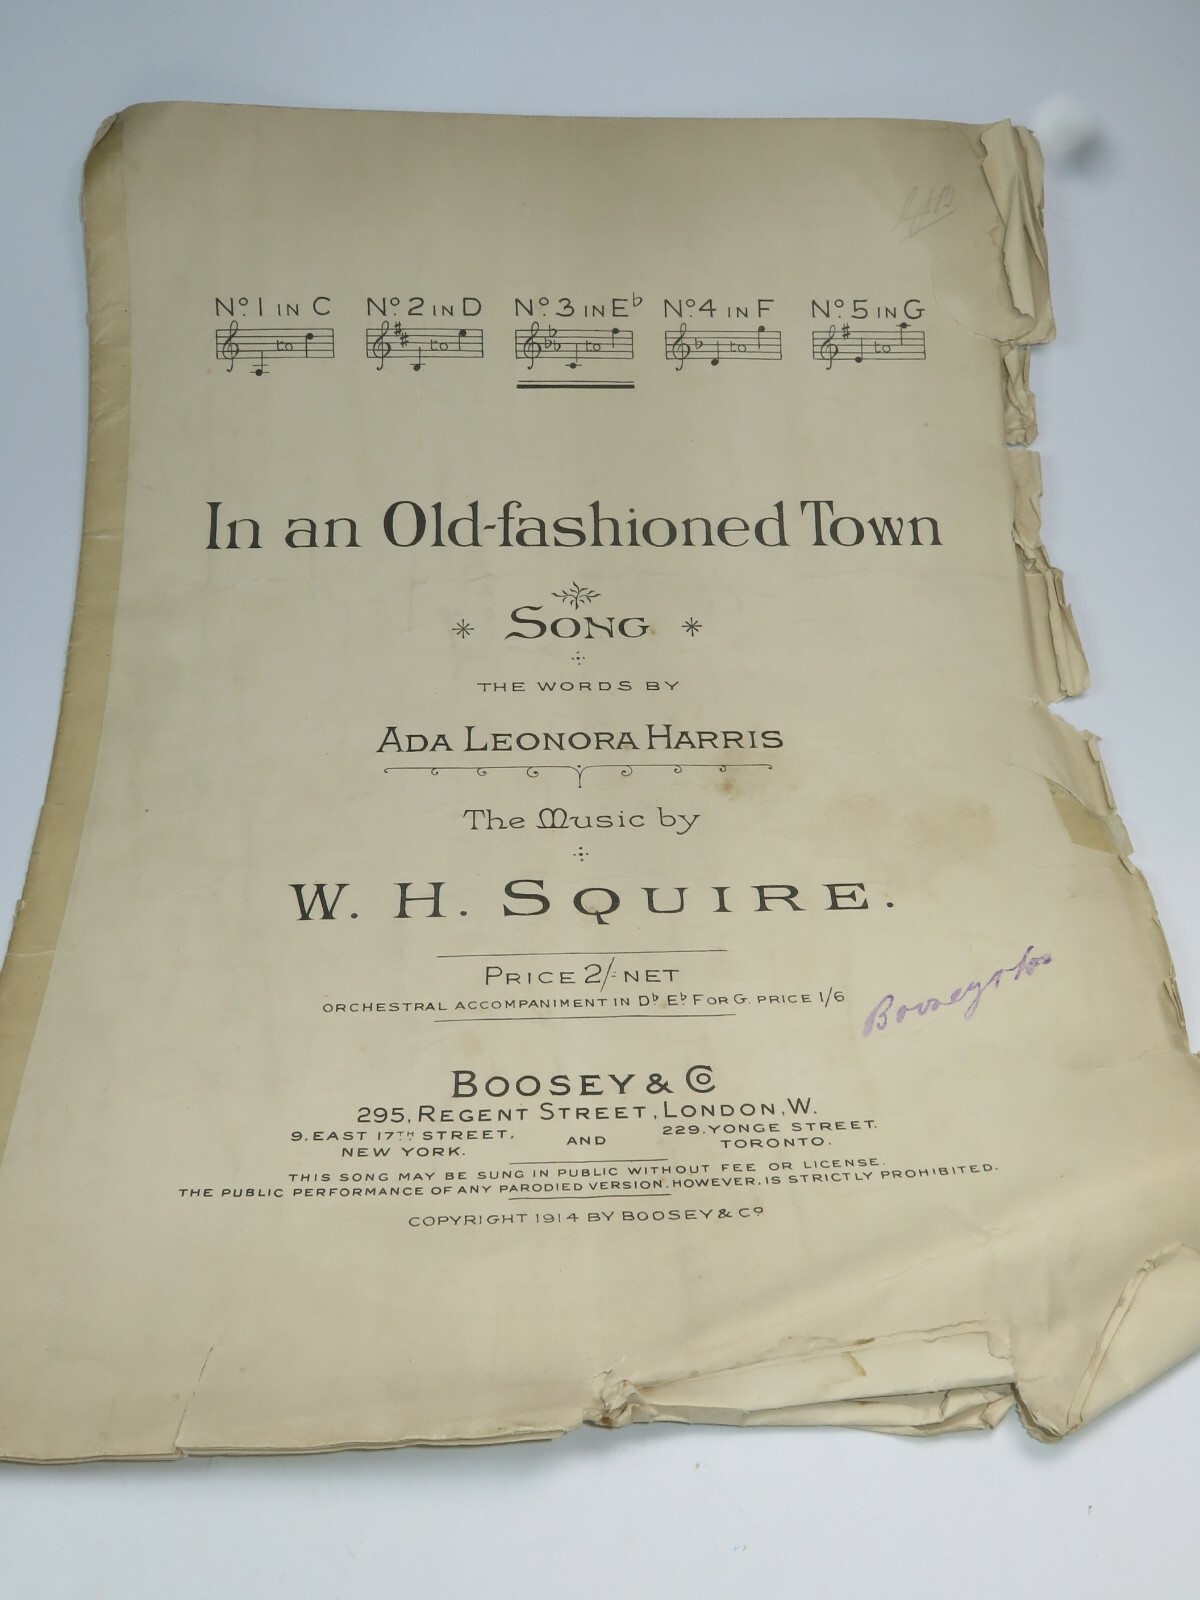 Nº. 1 IN C Nº. 2 IN D Nº. 3 IN E♭ Nº. 4 IN F Nº. 5 IN G
to to to to to
In an Old-fashioned Town
SONG
THE WORDS BY
ADA LEONORA HARRIS
The Music by
W. H. SQUIRE.
PRICE 2/- NET
ORCHESTRAL ACCOMPANIMENT IN D♭ E♭ F OR G. PRICE 1/6
BOOSEY & Cº
295, REGENT STREET, LONDON, W.
9. EAST 17TH STREET, NEW YORK.
AND
229. YONGE STREET. TORONTO.
THIS SONG MAY BE SUNG IN PUBLIC WITHOUT FEE OR LICENSE.
THE PUBLIC PERFORMANCE OF ANY PARODIED VERSION, HOWEVER, IS STRICTLY PROHIBITED.
COPYRIGHT 1914 BY BOOSEY & Cº